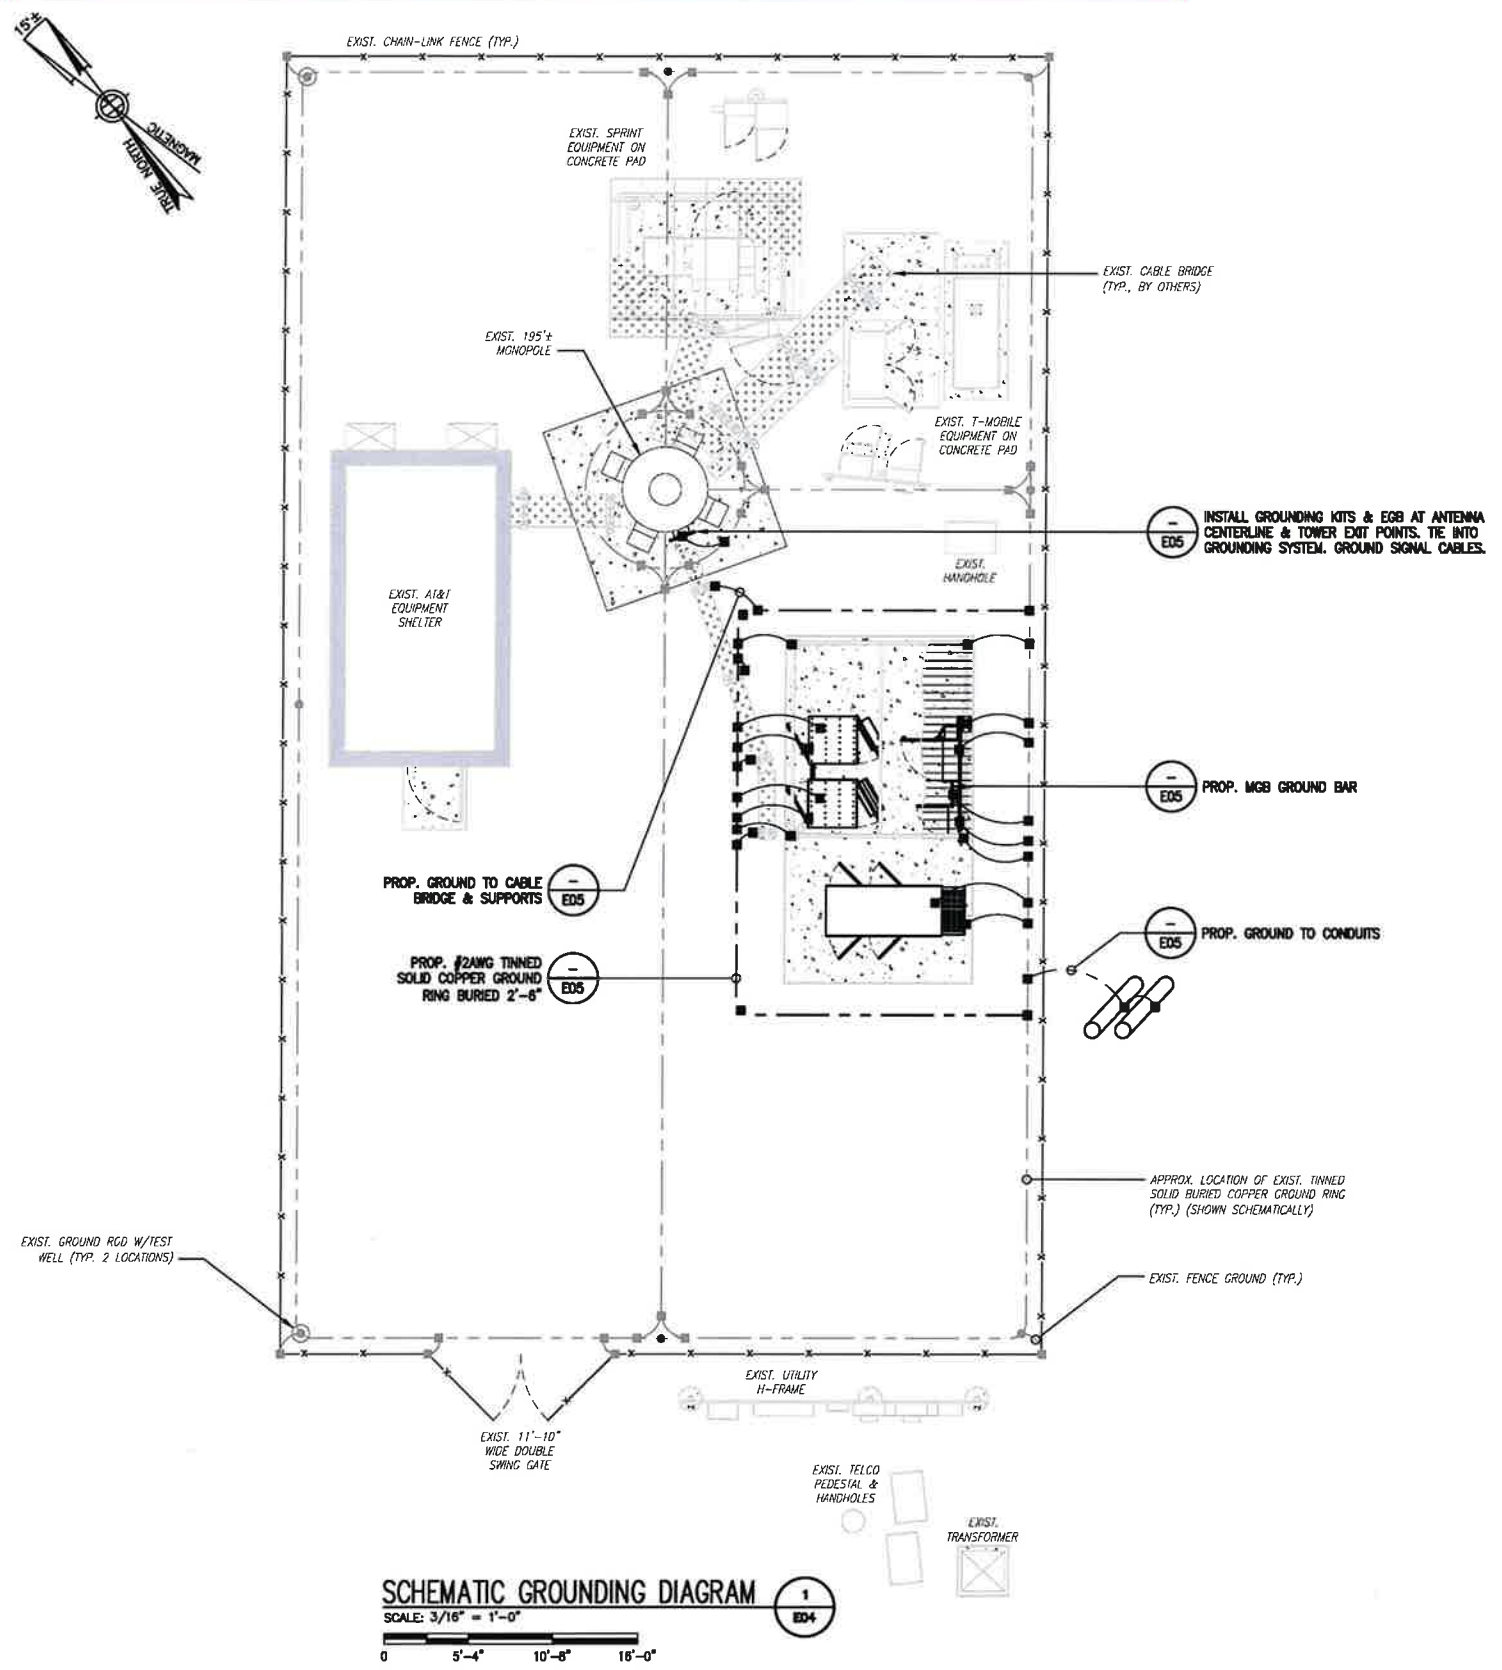 15'±
MAGNETIC
TRUE NORTH
EXIST. CHAIN-LINK FENCE (TYP.)
EXIST. SPRINT
EQUIPMENT ON
CONCRETE PAD
EXIST. CABLE BRIDGE
(TYP., BY OTHERS)
EXIST. 195'±
MONOPOLE
EXIST. T-MOBILE
EQUIPMENT ON
CONCRETE PAD
–
E05
INSTALL GROUNDING KITS & EGB AT ANTENNA
CENTERLINE & TOWER EXIT POINTS. TIE INTO
GROUNDING SYSTEM. GROUND SIGNAL CABLES.
EXIST.
HANDHOLE
EXIST. AT&T
EQUIPMENT
SHELTER
–
E05
PROP. MGB GROUND BAR
PROP. GROUND TO CABLE
BRIDGE & SUPPORTS
–
E05
–
E05
PROP. GROUND TO CONDUITS
PROP. #2AWG TINNED
SOLID COPPER GROUND
RING BURIED 2'-6"
–
E05
APPROX. LOCATION OF EXIST. TINNED
SOLID BURIED COPPER GROUND RING
(TYP.) (SHOWN SCHEMATICALLY)
EXIST. GROUND ROD W/TEST
WELL (TYP. 2 LOCATIONS)
EXIST. FENCE GROUND (TYP.)
EXIST. UTILITY
H-FRAME
EXIST. 11'-10"
WIDE DOUBLE
SWING GATE
EXIST. TELCO
PEDESTAL &
HANDHOLES
EXIST.
TRANSFORMER
SCHEMATIC GROUNDING DIAGRAM
1
E04
SCALE: 3/16" = 1'-0"
0 5'-4" 10'-8" 16'-0"